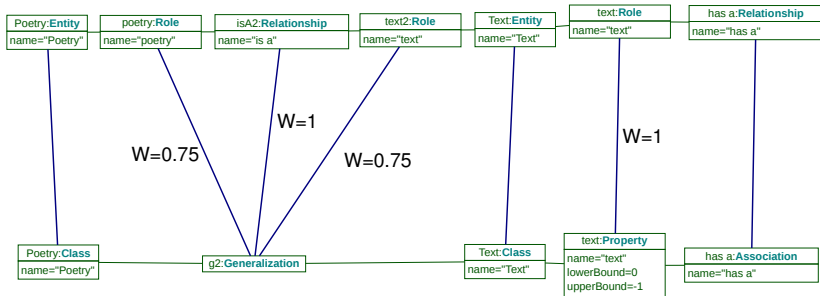 Poetry:Entity
name="Poetry"
poetry:Role
name="poetry"
isA2:Relationship
name="is a"
text2:Role
name="text"
Text:Entity
name="Text"
text:Role
name="text"
has a:Relationship
name="has a"
W=0.75
W=1
W=0.75
W=1
Poetry:Class
name="Poetry"
g2:Generalization
Text:Class
name="Text"
text:Property
name="text"
lowerBound=0
upperBound=-1
has a:Association
name="has a"